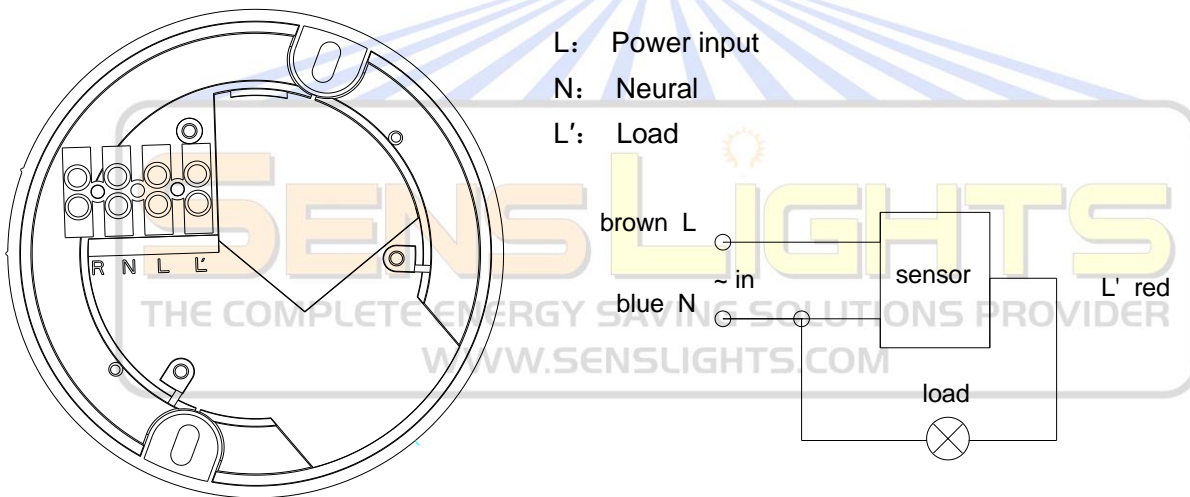 L： Power input
N： Neural
L'： Load
SENSLIGHTS
THE COMPLETE ENERGY SAVING SOLUTIONS PROVIDER
WWW.SENSLIGHTS.COM
R N L L'
brown L
~ in
blue N
sensor
L' red
load